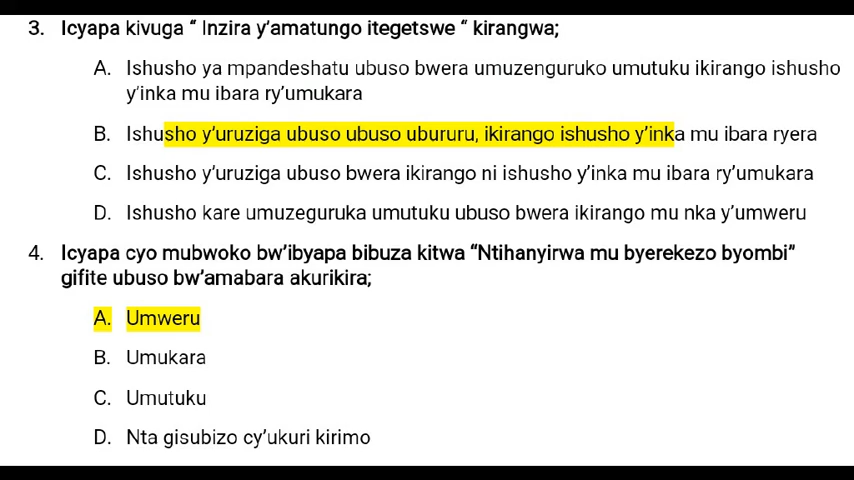 3. Icyapa kivuga “ Inzira y’amatungo itegetswe “ kirangwa;
A. Ishusho ya mpandeshatu ubuso bwera umuzenguruko umutuku ikirango ishusho
y’inka mu ibara ry’umukara
B. Ishusho y’uruziga ubuso ubuso ubururu, ikirango ishusho y’inka mu ibara ryera
C. Ishusho y’uruziga ubuso bwera ikirango ni ishusho y’inka mu ibara ry’umukara
D. Ishusho kare umuzeguruka umutuku ubuso bwera ikirango mu nka y’umweru
4. Icyapa cyo mubwoko bw’ibyapa bibuza kitwa “Ntihanyirwa mu byerekezo byombi”
gifite ubuso bw’amabara akurikira;
A. Umweru
B. Umukara
C. Umutuku
D. Nta gisubizo cy’ukuri kirimo